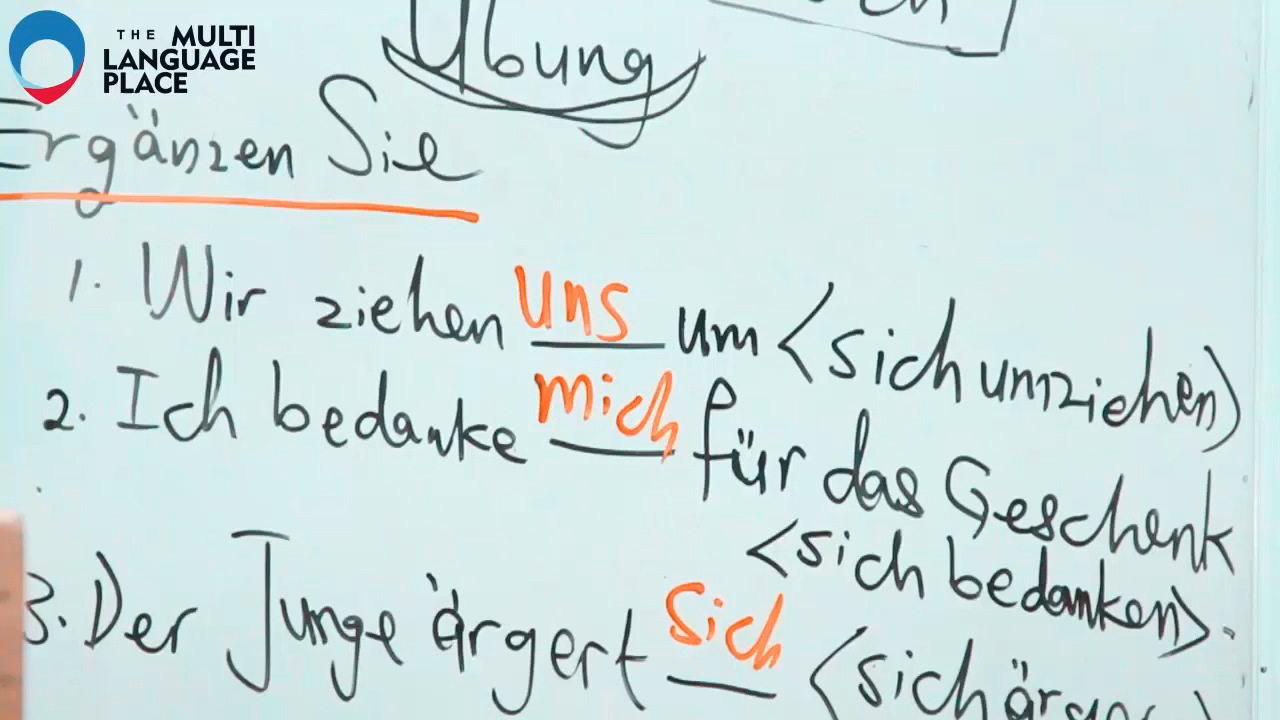 THE MULTI
LANGUAGE
PLACE
Übung
Ergänzen Sie
1. Wir ziehen uns um <sich umziehen)
2. Ich bedanke mich für das Geschenk
<sich bedanken>.
3. Der Junge ärgert sich <sich